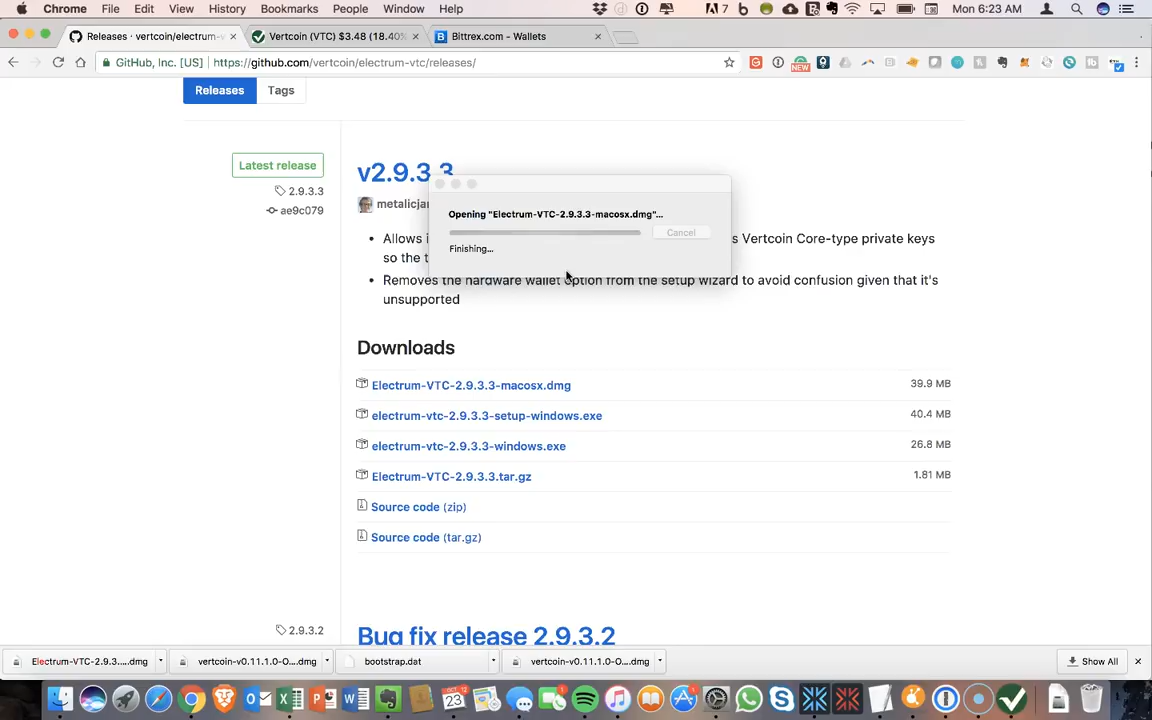 Chrome File Edit View History Bookmarks People Window Help
7
Mon 6:23 AM
Releases · vertcoin/electrum-v
Vertcoin (VTC) $3.48 (18.40%
Bittrex.com - Wallets
GitHub, Inc. [US] https://github.com/vertcoin/electrum-vtc/releases/
NEW
Releases
Tags
Latest release
2.9.3.3
ae9c079
v2.9.3.3
metalicjar
Opening "Electrum-VTC-2.9.3.3-macosx.dmg"...
Cancel
Finishing...
Allows i
s Vertcoin Core-type private keys
so the t
Removes the hardware wallet option from the setup wizard to avoid confusion given that it's
unsupported
Downloads
Electrum-VTC-2.9.3.3-macosx.dmg 39.9 MB
electrum-vtc-2.9.3.3-setup-windows.exe 40.4 MB
electrum-vtc-2.9.3.3-windows.exe 26.8 MB
Electrum-VTC-2.9.3.3.tar.gz 1.81 MB
Source code (zip)
Source code (tar.gz)
2.9.3.2
Bug fix release 2.9.3.2
Electrum-VTC-2.9.3....dmg
vertcoin-v0.11.1.0-O....dmg
bootstrap.dat
vertcoin-v0.11.1.0-O....dmg
Show All
23